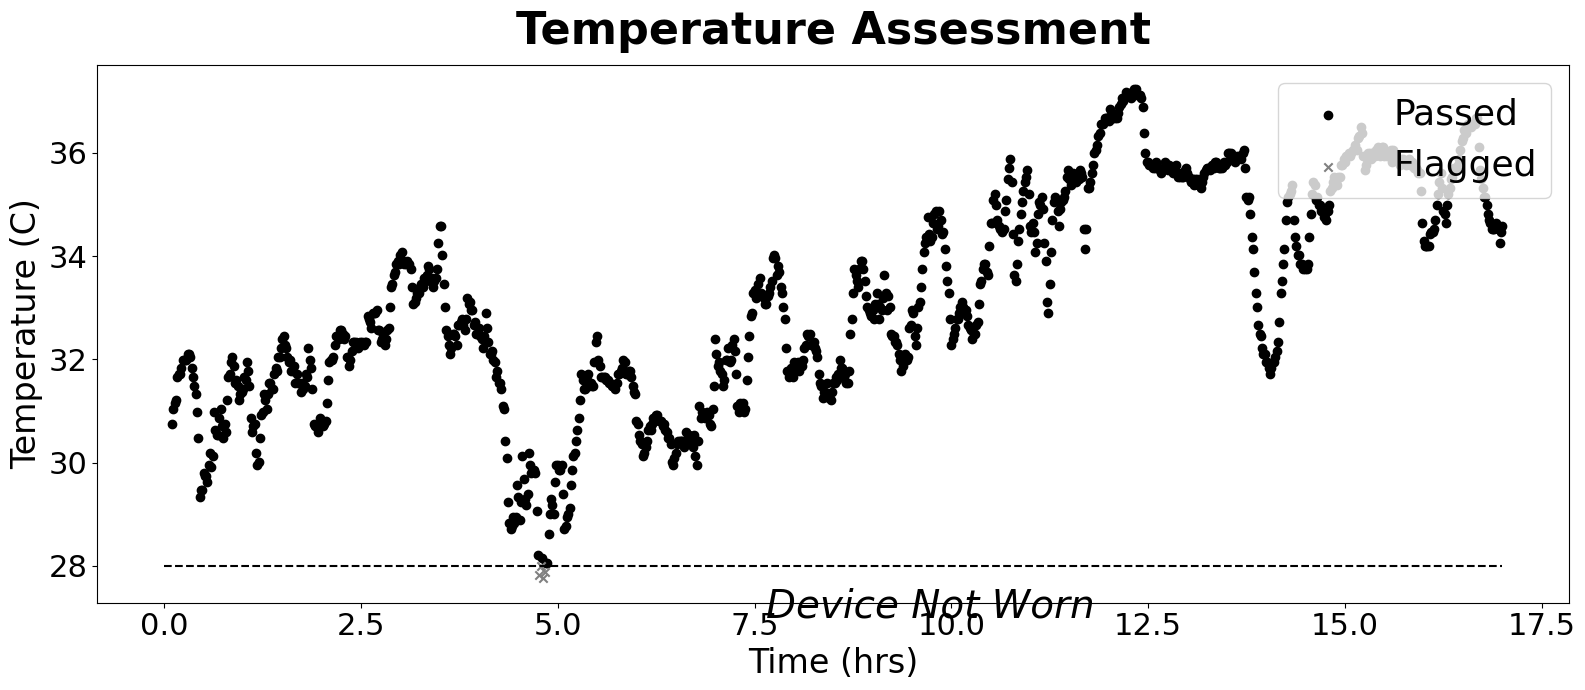 Temperature Assessment
Temperature (C)
36
34
32
30
28
Passed
Flagged
Device Not Worn
0.0 2.5 5.0 7.5 10.0 12.5 15.0 17.5
Time (hrs)